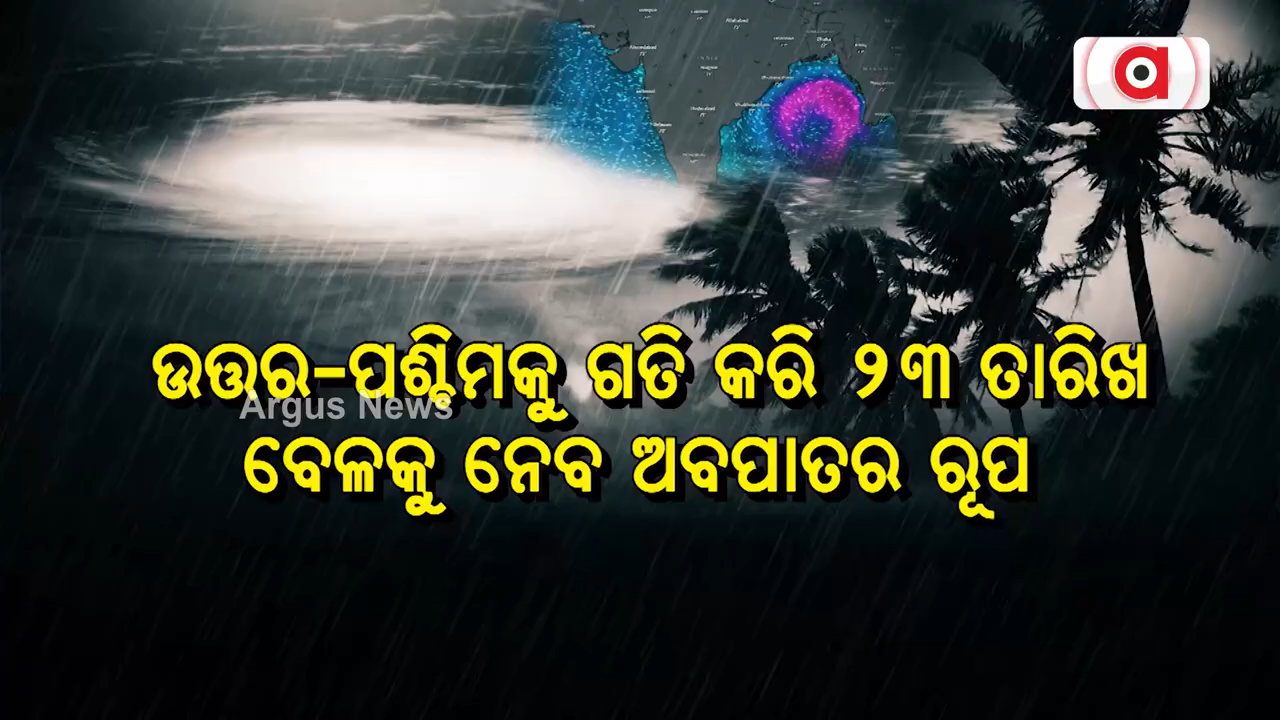 ଉତ୍ତର-ପଶ୍ଚିମକୁ ଗତି କରି ୨୩ ତାରିଖ
ବେଳକୁ ନେବ ଅବପାତର ରୂପ
Argus News
a